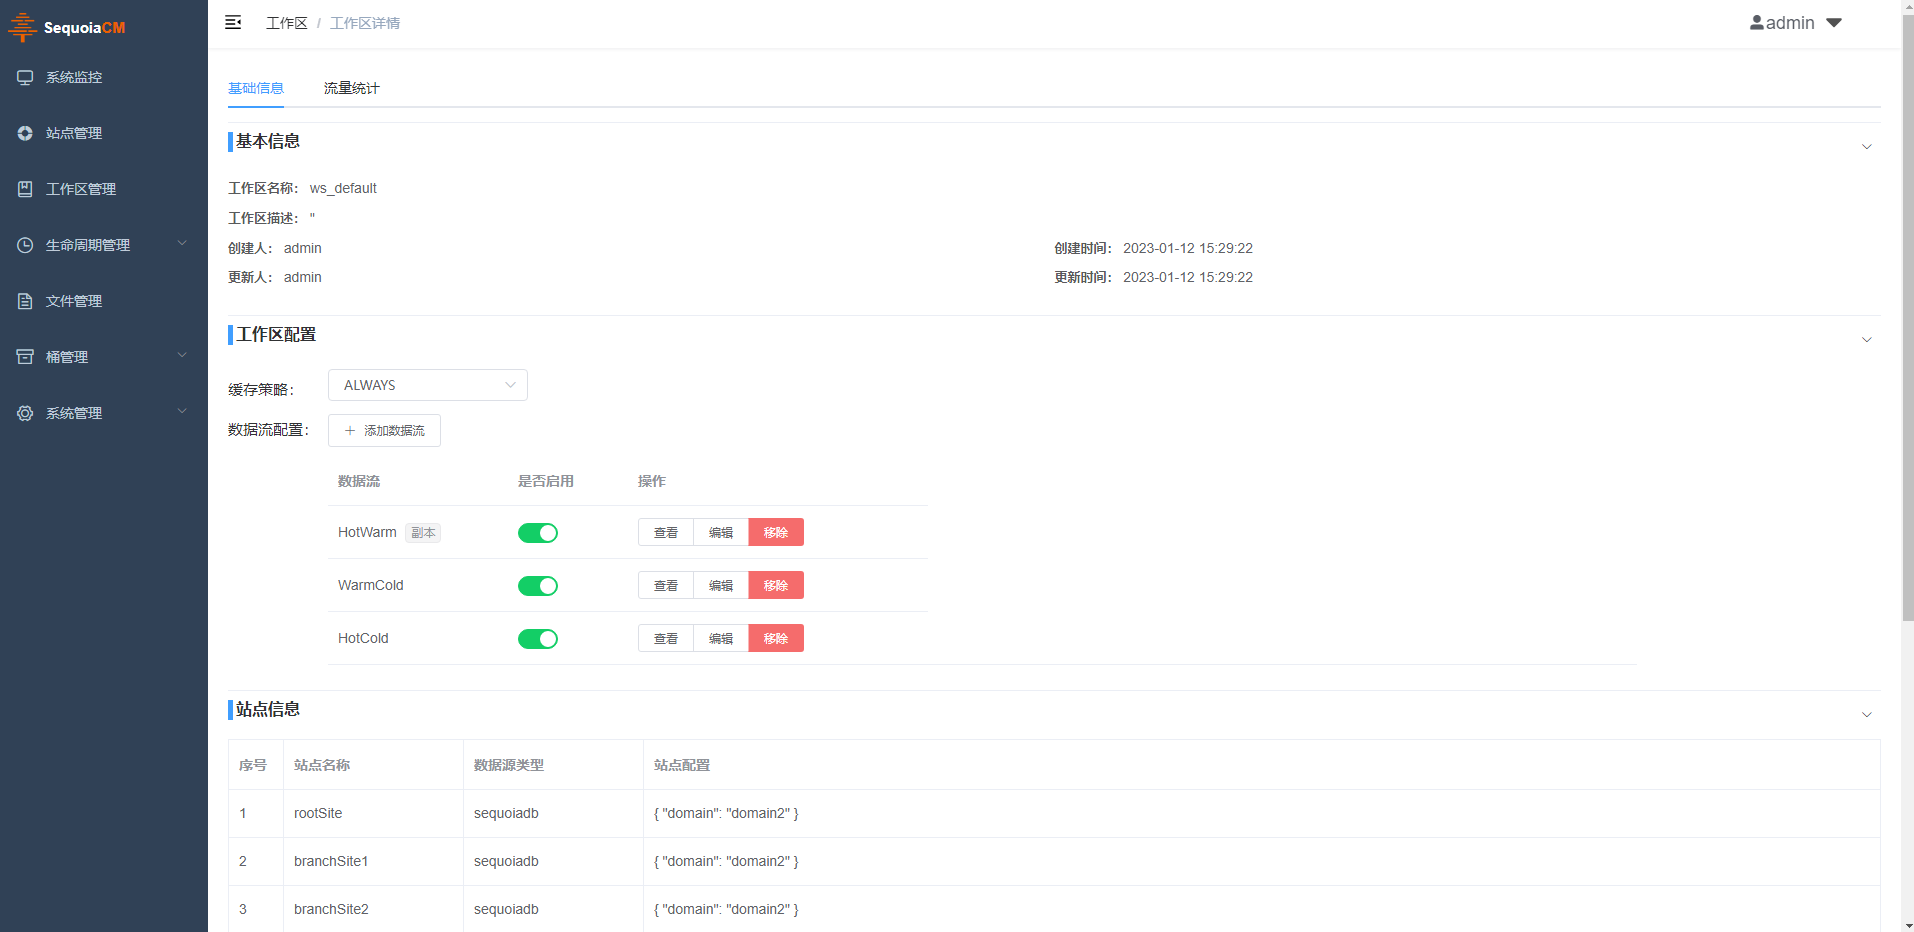 SequoiaCM
工作区 / 工作区详情
admin
系统监控
站点管理
工作区管理
生命周期管理
文件管理
桶管理
系统管理
基础信息 流量统计
基本信息
工作区名称： ws_default
工作区描述： "
创建人： admin 创建时间： 2023-01-12 15:29:22
更新人： admin 更新时间： 2023-01-12 15:29:22
工作区配置
缓存策略： ALWAYS
数据流配置： + 添加数据流
数据流 是否启用 操作
HotWarm 副本 查看 编辑 移除
WarmCold 查看 编辑 移除
HotCold 查看 编辑 移除
站点信息
序号 站点名称 数据源类型 站点配置
1 rootSite sequoiadb { "domain": "domain2" }
2 branchSite1 sequoiadb { "domain": "domain2" }
3 branchSite2 sequoiadb { "domain": "domain2" }